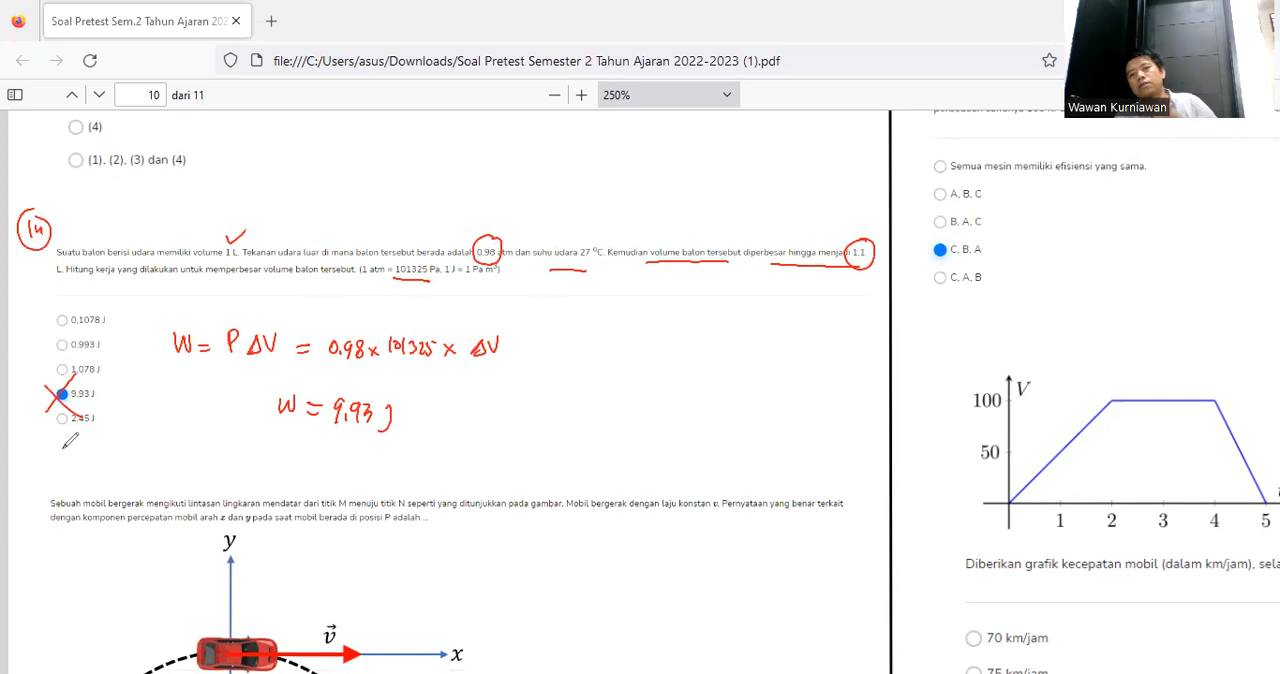 Soal Pretest Sem.2 Tahun Ajaran 202
file:///C:/Users/asus/Downloads/Soal Pretest Semester 2 Tahun Ajaran 2022-2023 (1).pdf
10 dari 11
250%
Wawan Kurniawan
(4)
(1), (2), (3) dan (4)
14
Suatu balon berisi udara memiliki volume 1 L. Tekanan udara luar di mana balon tersebut berada adalah 0.98 atm dan suhu udara 27 ⁰C. Kemudian volume balon tersebut diperbesar hingga menjadi 1.1
L. Hitung kerja yang dilakukan untuk memperbesar volume balon tersebut. (1 atm = 101325 Pa, 1 J = 1 Pa m³)
0,1078 J
0,993 J
1,078 J
9.93 J
2,45 J
W = P ΔV = 0.98 x 101325 x ΔV
W = 9.93 J
Sebuah mobil bergerak mengikuti lintasan lingkaran mendatar dari titik M menuju titik N seperti yang ditunjukkan pada gambar. Mobil bergerak dengan laju konstan v. Pernyataan yang benar terkait
dengan komponen percepatan mobil arah x dan y pada saat mobil berada di posisi P adalah ...
y
v⃗
x
Semua mesin memiliki efisiensi yang sama.
A, B, C
B, A, C
C, B, A
C, A, B
V
100
50
1 2 3 4 5
Diberikan grafik kecepatan mobil (dalam km/jam), sela
70 km/jam